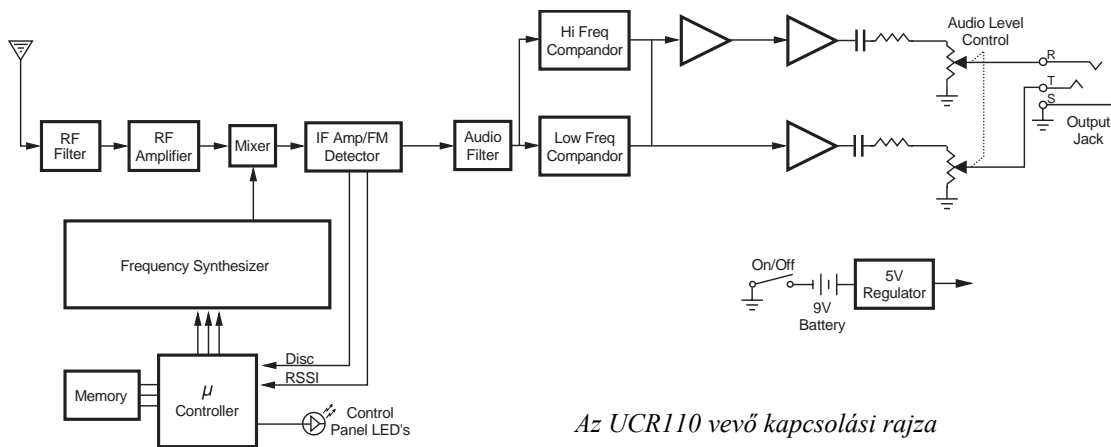 Hi Freq
Compandor
Audio Level
Control
R
T
S
Output
Jack
RF
Filter
RF
Amplifier
Mixer
IF Amp/FM
Detector
Audio
Filter
Low Freq
Compandor
Frequency Synthesizer
On/Off
9V
Battery
5V
Regulator
Disc
RSSI
Memory
μ
Controller
Control
Panel LED's
Az UCR110 vevő kapcsolási rajza